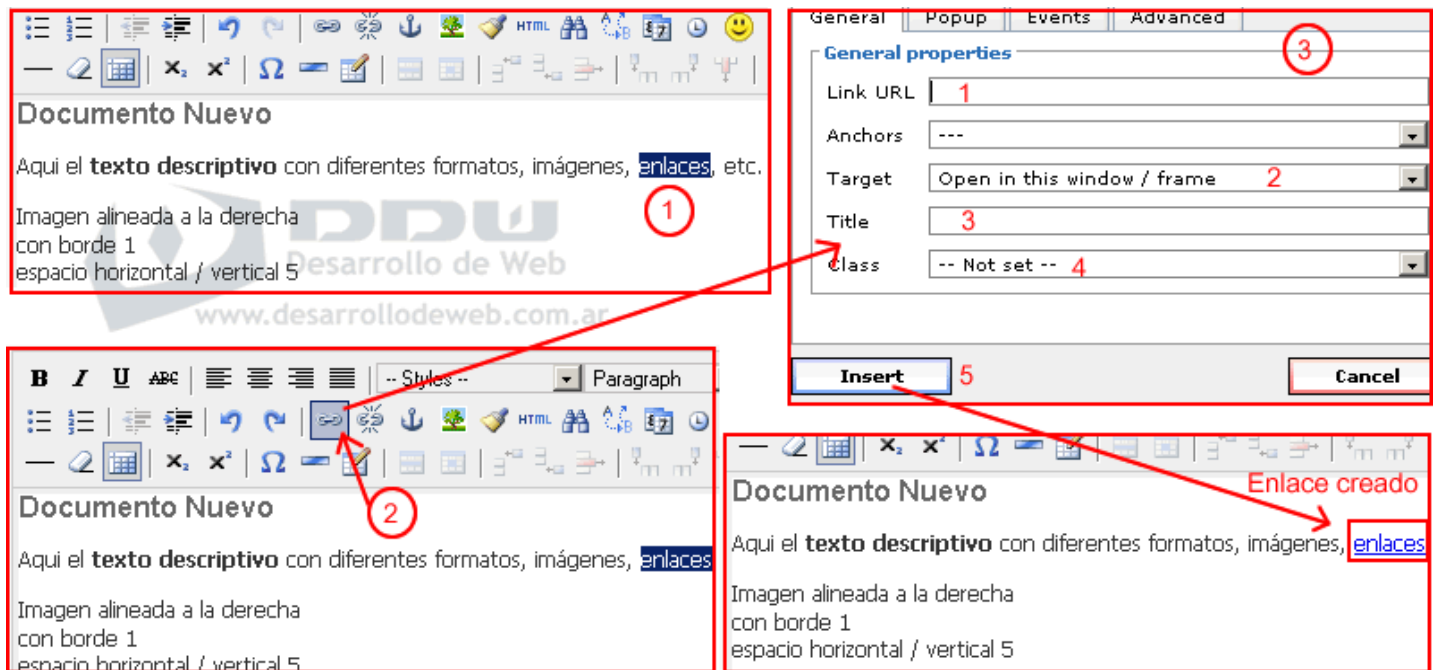 HTML
Documento Nuevo
Aqui el texto descriptivo con diferentes formatos, imágenes, enlaces, etc.
1
Imagen alineada a la derecha
con borde 1
espacio horizontal / vertical 5
DDW
Desarrollo de Web
www.desarrollodeweb.com.ar
General
Popup
Events
Advanced
General properties
3
Link URL 1
Anchors ---
Target Open in this window / frame 2
Title 3
Class -- Not set -- 4
Insert 5
Cancel
B I U ABC -- Styles -- Paragraph
HTML
Documento Nuevo
2
Aqui el texto descriptivo con diferentes formatos, imágenes, enlaces
Imagen alineada a la derecha
con borde 1
espacio horizontal / vertical 5
Enlace creado
Documento Nuevo
Aqui el texto descriptivo con diferentes formatos, imágenes, enlaces
Imagen alineada a la derecha
con borde 1
espacio horizontal / vertical 5